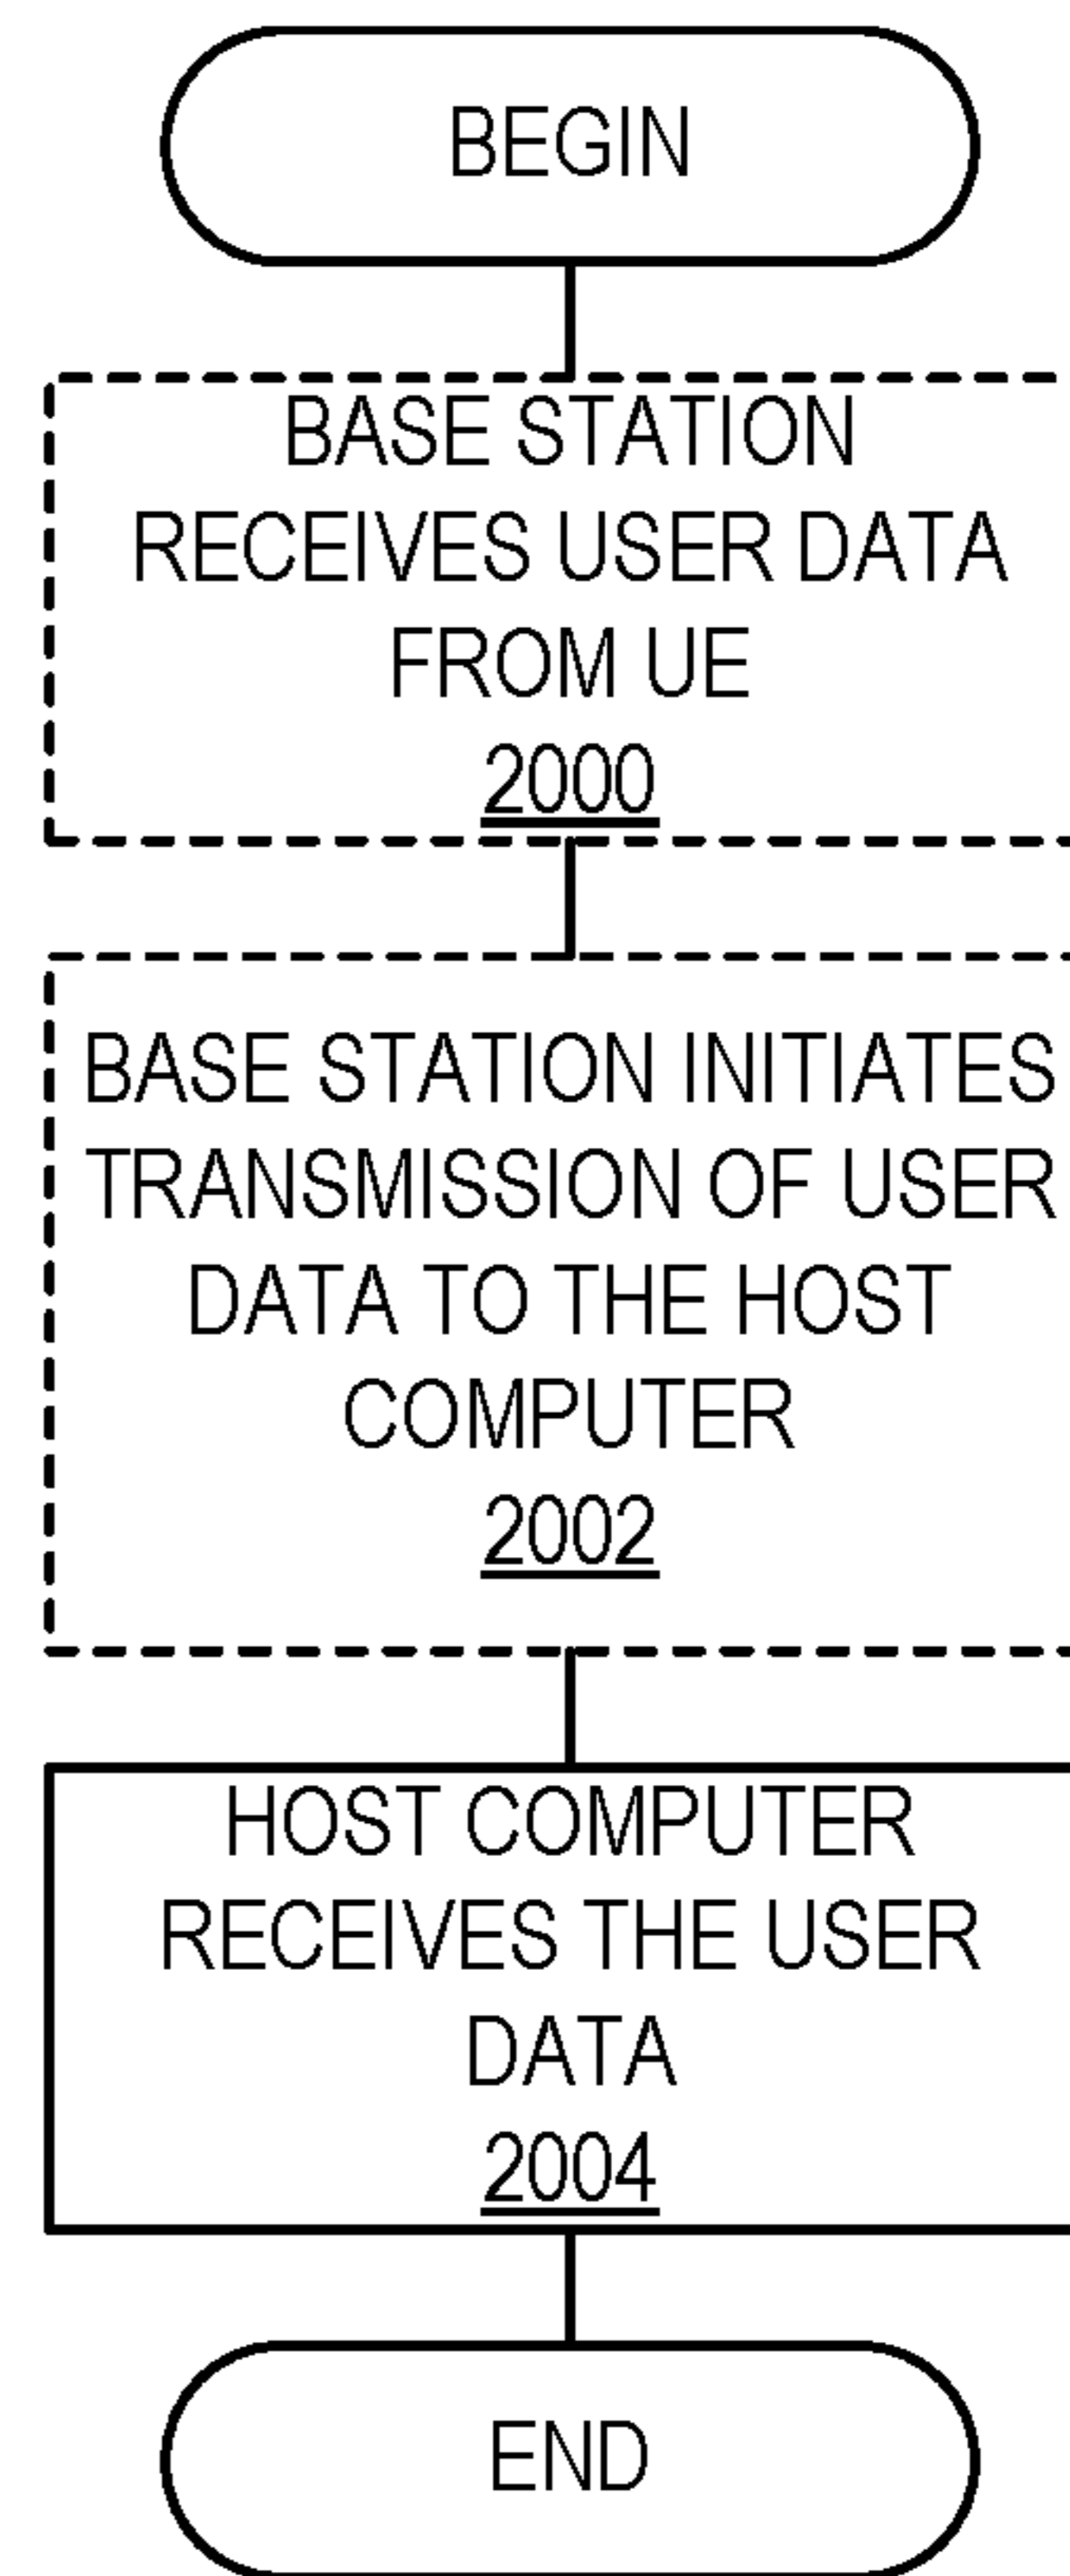 BEGIN
BASE STATION
RECEIVES USER DATA
FROM UE
2000
BASE STATION INITIATES
TRANSMISSION OF USER
DATA TO THE HOST
COMPUTER
2002
HOST COMPUTER
RECEIVES THE USER
DATA
2004
END